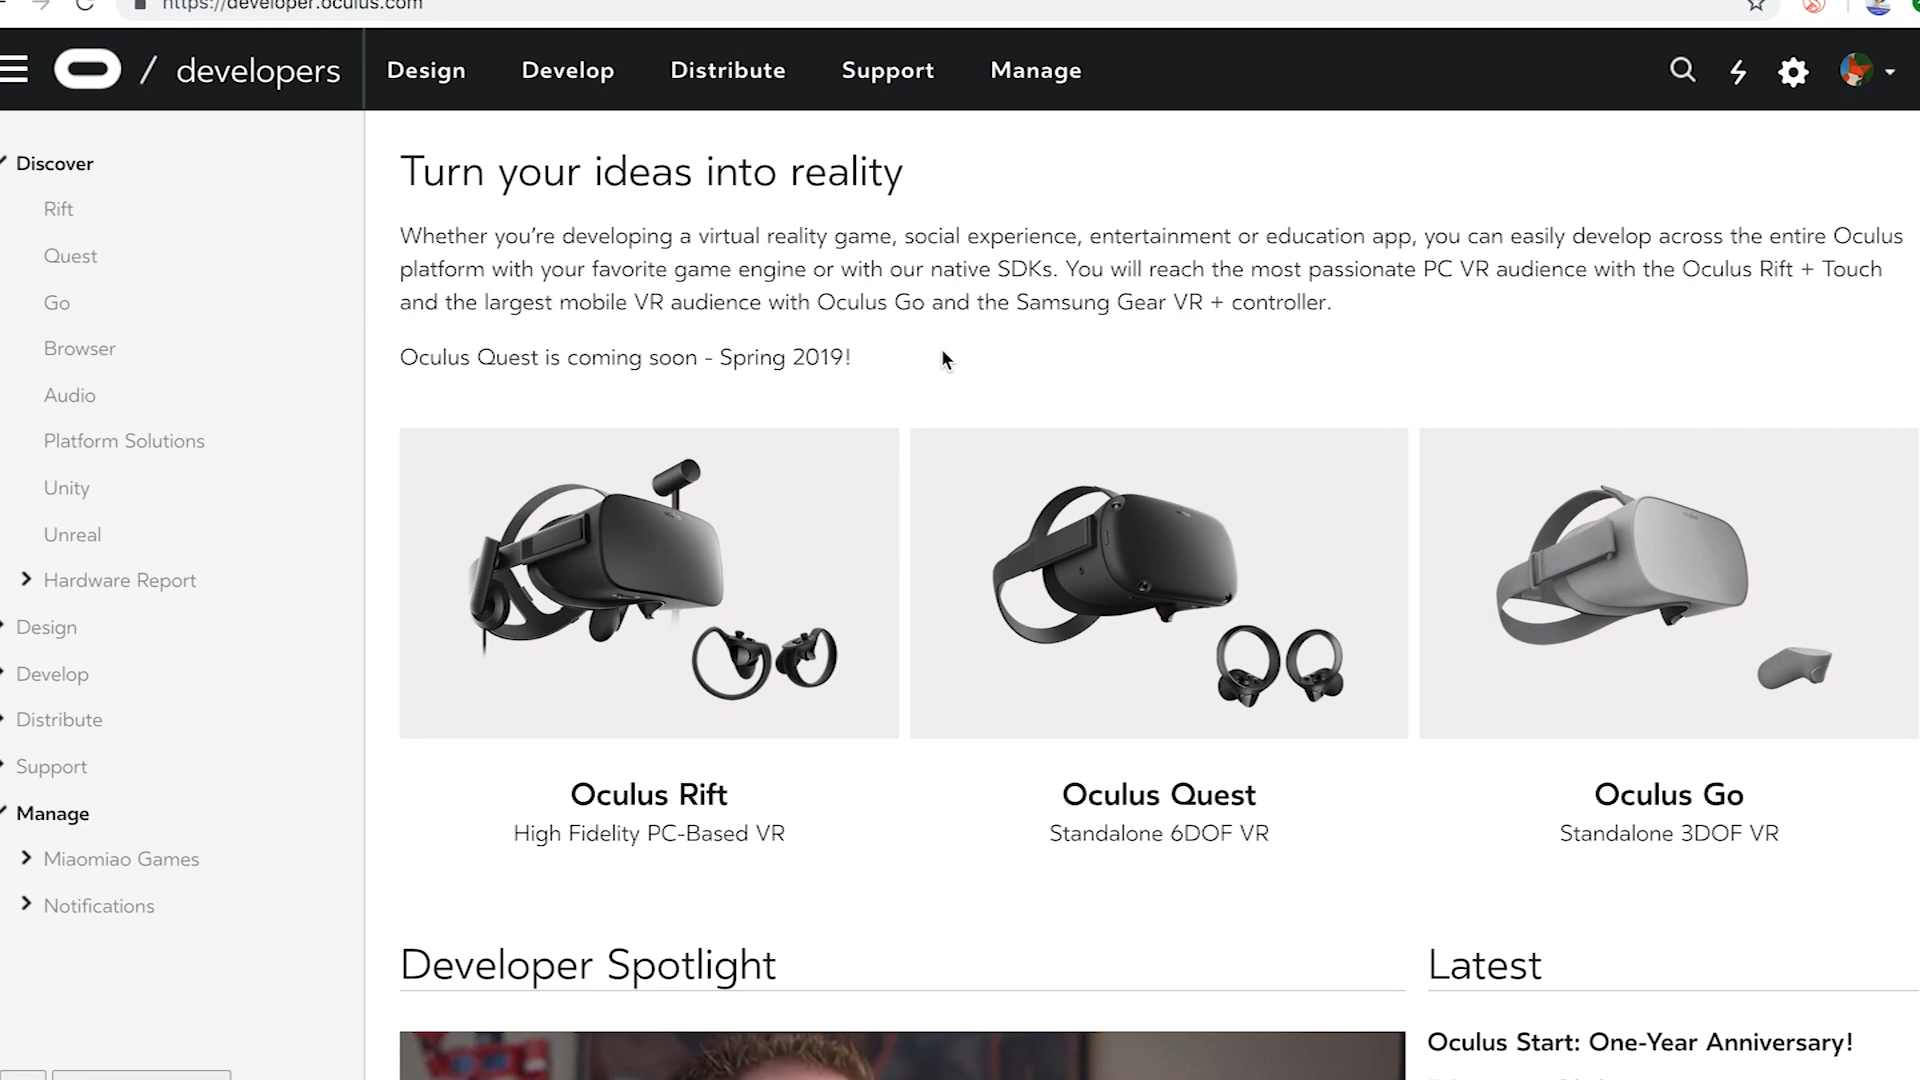 https://developer.oculus.com
/ developers
Design
Develop
Distribute
Support
Manage
Discover
Rift
Quest
Go
Browser
Audio
Platform Solutions
Unity
Unreal
Hardware Report
Design
Develop
Distribute
Support
Manage
Miaomiao Games
Notifications
Turn your ideas into reality
Whether you're developing a virtual reality game, social experience, entertainment or education app, you can easily develop across the entire Oculus
platform with your favorite game engine or with our native SDKs. You will reach the most passionate PC VR audience with the Oculus Rift + Touch
and the largest mobile VR audience with Oculus Go and the Samsung Gear VR + controller.
Oculus Quest is coming soon - Spring 2019!
Oculus Rift
High Fidelity PC-Based VR
Oculus Quest
Standalone 6DOF VR
Oculus Go
Standalone 3DOF VR
Developer Spotlight
Latest
Oculus Start: One-Year Anniversary!